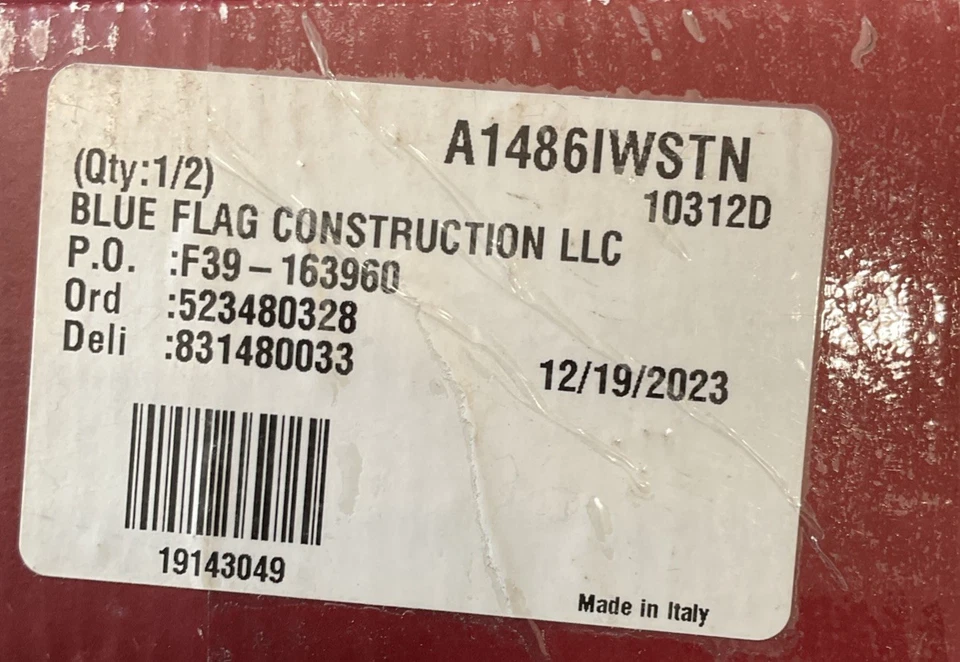 A1486IWSTN
(Qty:1/2) 10312D
BLUE FLAG CONSTRUCTION LLC
P.O. :F39-163960
Ord :523480328
Deli :831480033
12/19/2023
19143049
Made in Italy